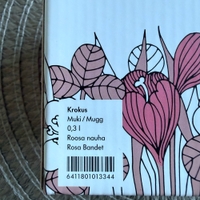 Krokus
Muki / Mugg
0,3 l
Roosa nauha
Rosa Bandet
6411801013344